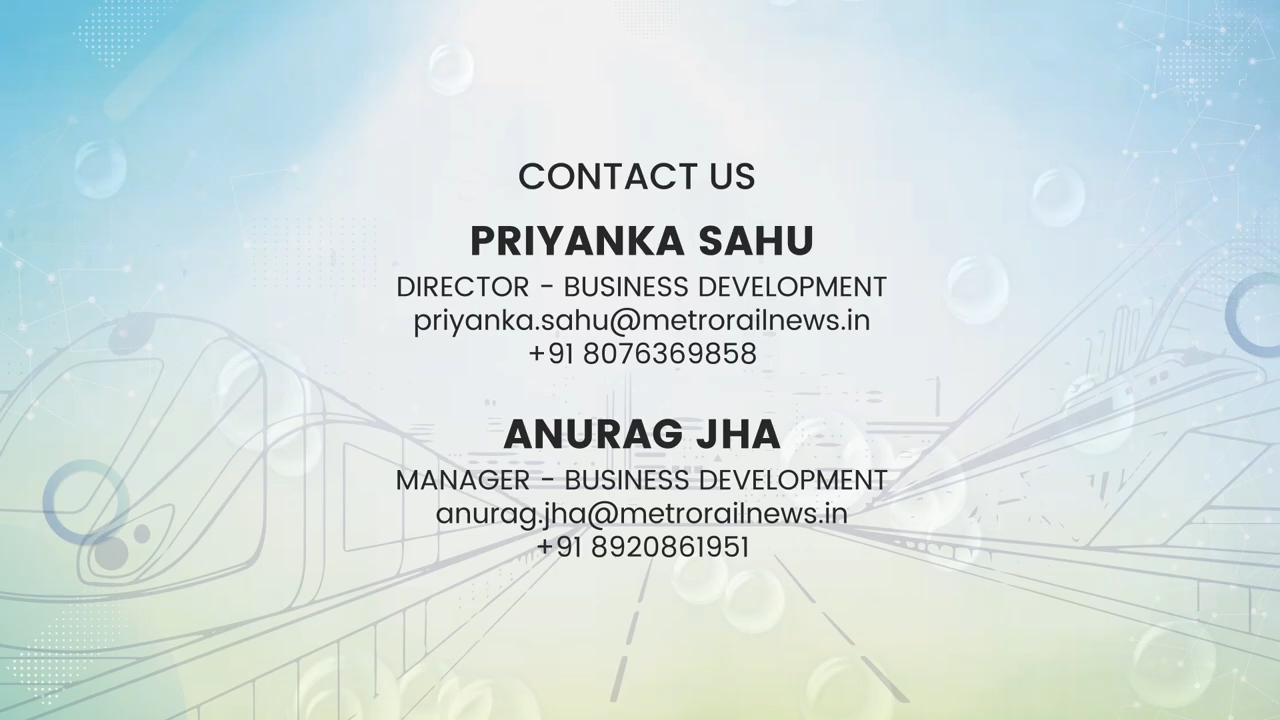 CONTACT US
PRIYANKA SAHU
DIRECTOR - BUSINESS DEVELOPMENT
priyanka.sahu@metrorailnews.in
+91 8076369858
ANURAG JHA
MANAGER - BUSINESS DEVELOPMENT
anurag.jha@metrorailnews.in
+91 8920861951